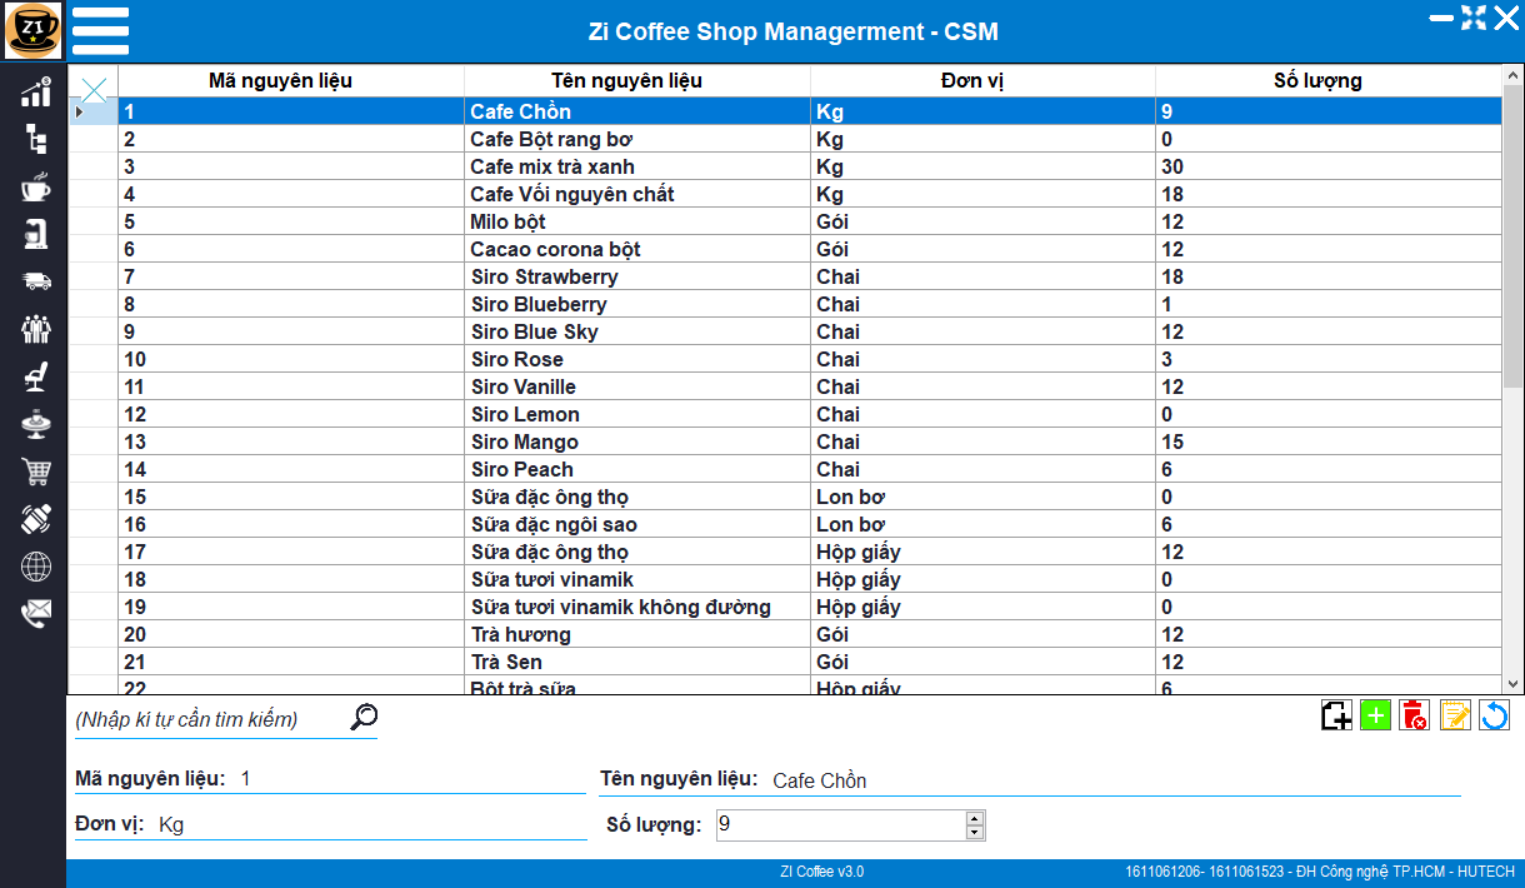 ZI
Zi Coffee Shop Managerment - CSM
Mã nguyên liệu Tên nguyên liệu Đơn vị Số lượng
1 Cafe Chồn Kg 9
2 Cafe Bột rang bơ Kg 0
3 Cafe mix trà xanh Kg 30
4 Cafe Vối nguyên chất Kg 18
5 Milo bột Gói 12
6 Cacao corona bột Gói 12
7 Siro Strawberry Chai 18
8 Siro Blueberry Chai 1
9 Siro Blue Sky Chai 12
10 Siro Rose Chai 3
11 Siro Vanille Chai 12
12 Siro Lemon Chai 0
13 Siro Mango Chai 15
14 Siro Peach Chai 6
15 Sữa đặc ông thọ Lon bơ 0
16 Sữa đặc ngôi sao Lon bơ 6
17 Sữa đặc ông thọ Hộp giấy 12
18 Sữa tươi vinamik Hộp giấy 0
19 Sữa tươi vinamik không đường Hộp giấy 0
20 Trà hương Gói 12
21 Trà Sen Gói 12
22 Bột trà sữa Hộp giấy 6
(Nhập kí tự cần tìm kiếm)
Mã nguyên liệu: 1 Tên nguyên liệu: Cafe Chồn
Đơn vị: Kg Số lượng: 9
ZI Coffee v3.0 1611061206- 1611061523 - ĐH Công nghệ TP.HCM - HUTECH